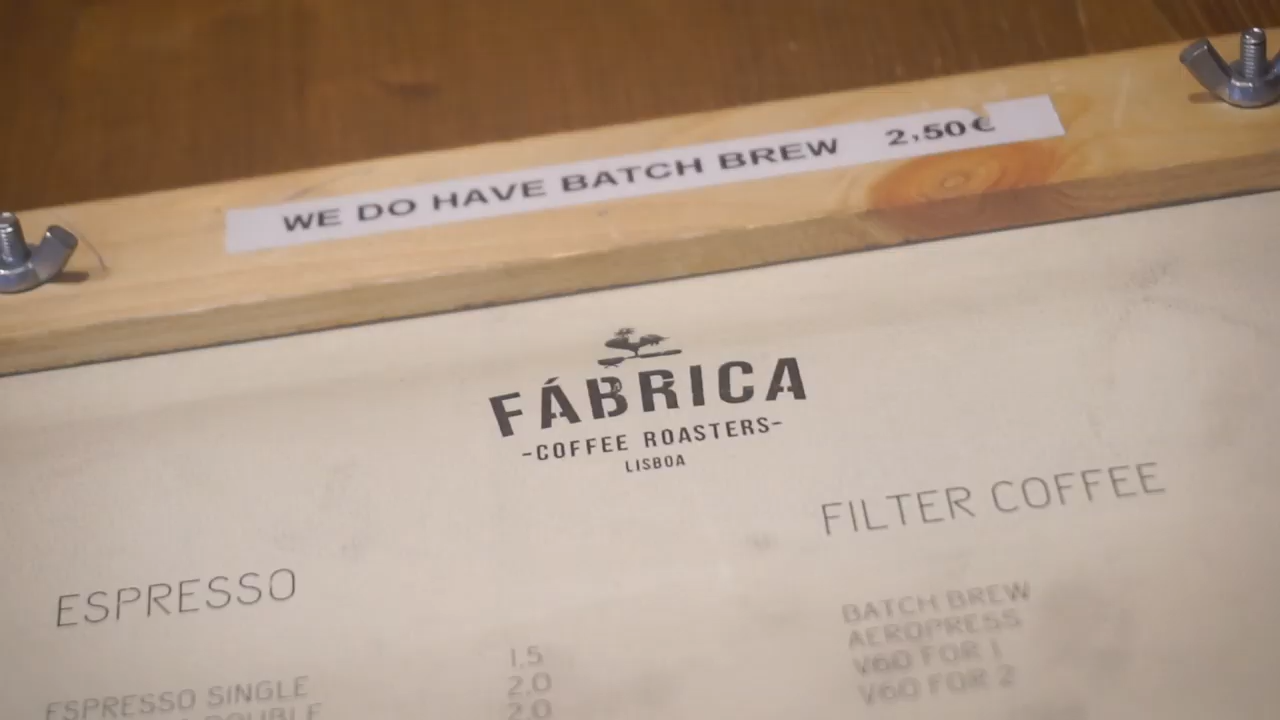 WE DO HAVE BATCH BREW 2,50€
FÁBRICA
-COFFEE ROASTERS-
LISBOA
ESPRESSO
1.5
ESPRESSO SINGLE 2.0
DOUBLE 2.0
FILTER COFFEE
BATCH BREW
AEROPRESS
V60 FOR 1
V60 FOR 2